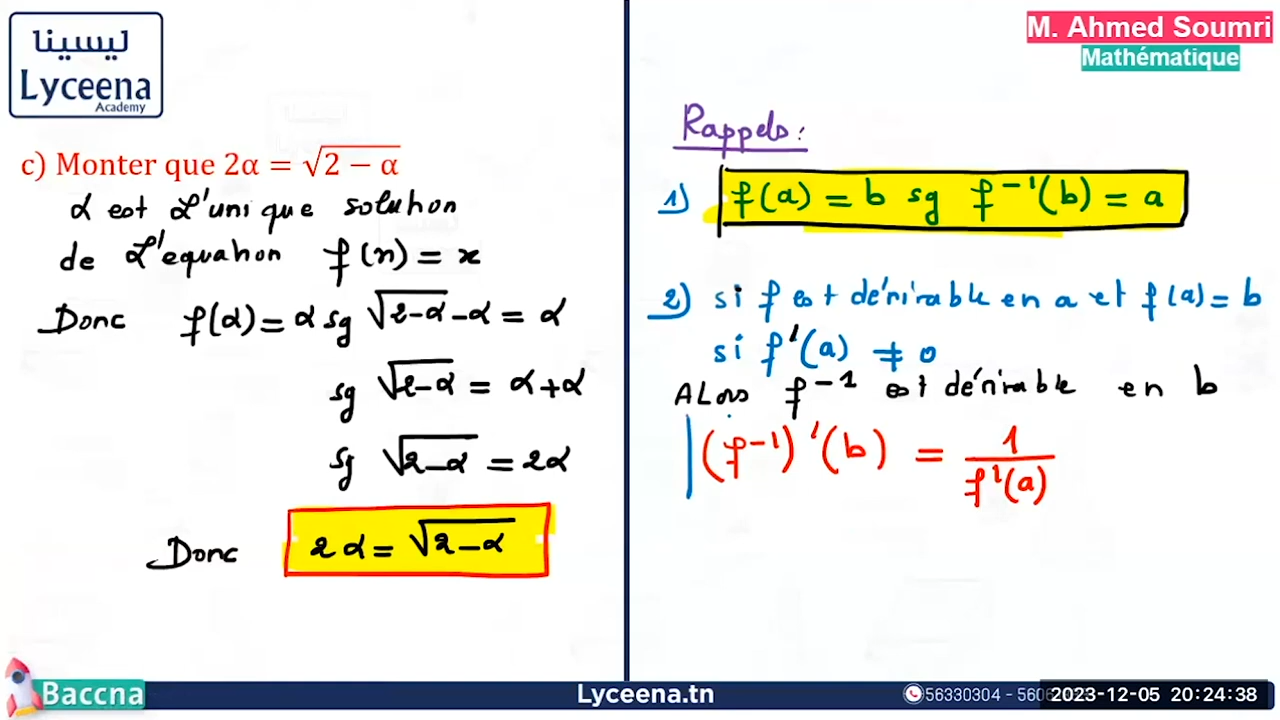 ليسينا
Lyceena
Academy
c) Monter que 2α = √(2 − α)
α est L'unique solution
de L'equation f(x) = x
Donc f(α) = α sg √(2-α) - α = α
sg √(2-α) = α+α
sg √(2-α) = 2α
Donc 2α = √(2-α)
M. Ahmed Soumri
Mathématique
Rappels:
1) f(a) = b sg f⁻¹(b) = a
2) si f est dérivable en a et f(a) = b
si f'(a) ≠ 0
ALors f⁻¹ est dérivable en b
(f⁻¹)'(b) = 1/f'(a)
Baccna
Lyceena.tn
56330304 - 560
2023-12-05 20:24:38